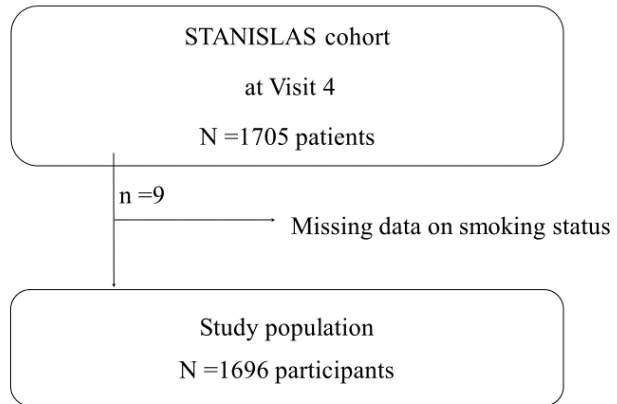 STANISLAS cohort
at Visit 4
N =1705 patients
n =9
Missing data on smoking status
Study population
N =1696 participants